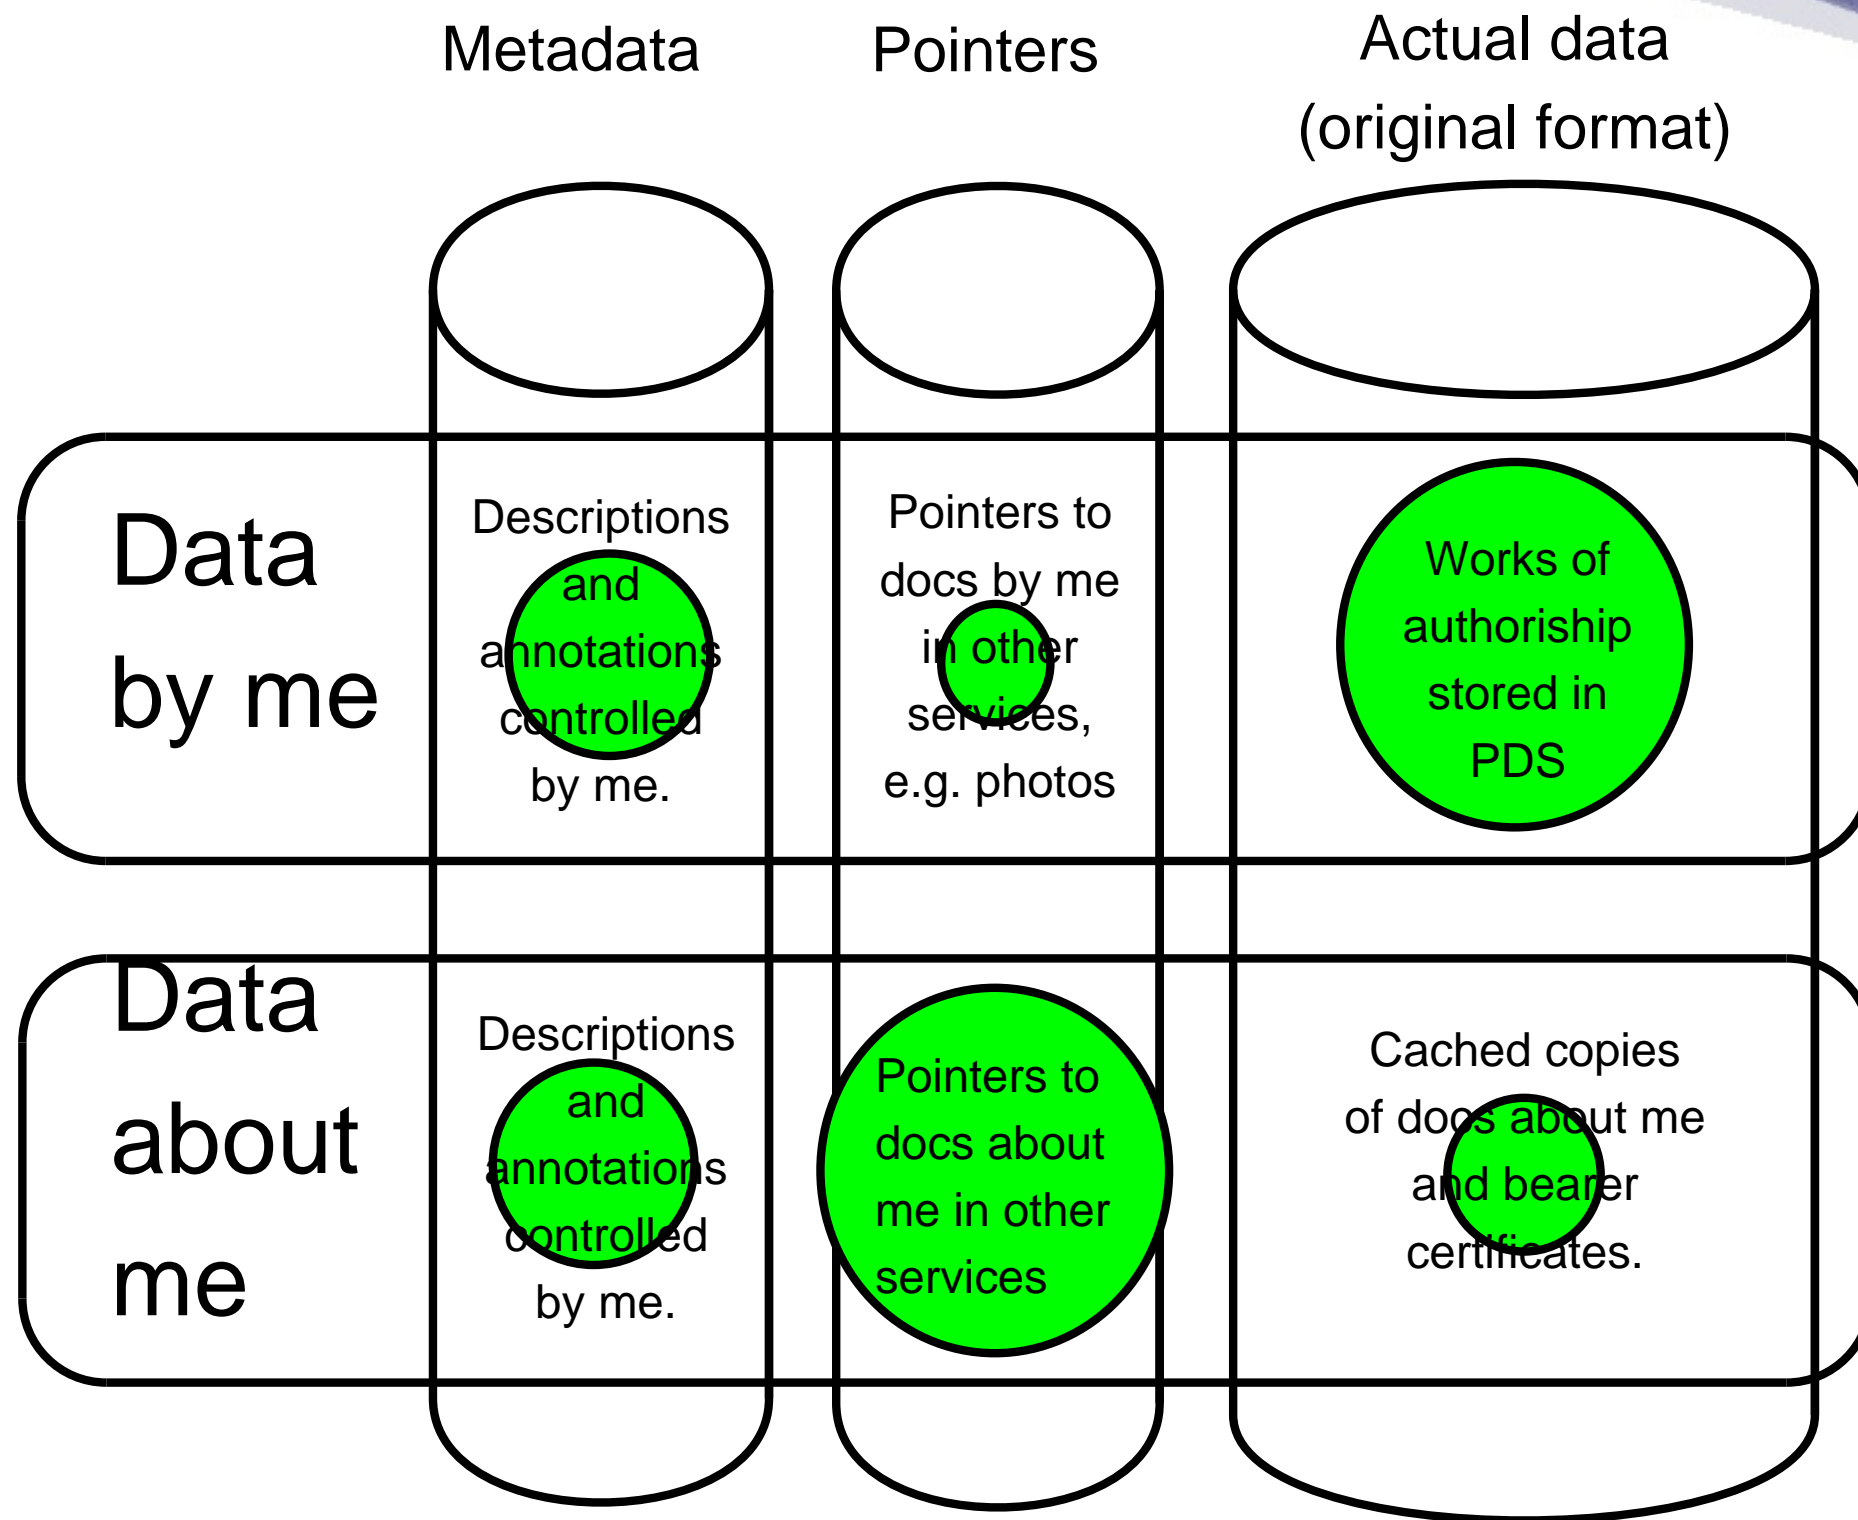 Metadata
Pointers
Actual data
(original format)
Data
by me
Descriptions
and
annotations
controlled
by me.
Pointers to
docs by me
in other
services,
e.g. photos
Works of
authoriship
stored in
PDS
Data
about
me
Descriptions
and
annotations
controlled
by me.
Pointers to
docs about
me in other
services
Cached copies
of docs about me
and bearer
certificates.